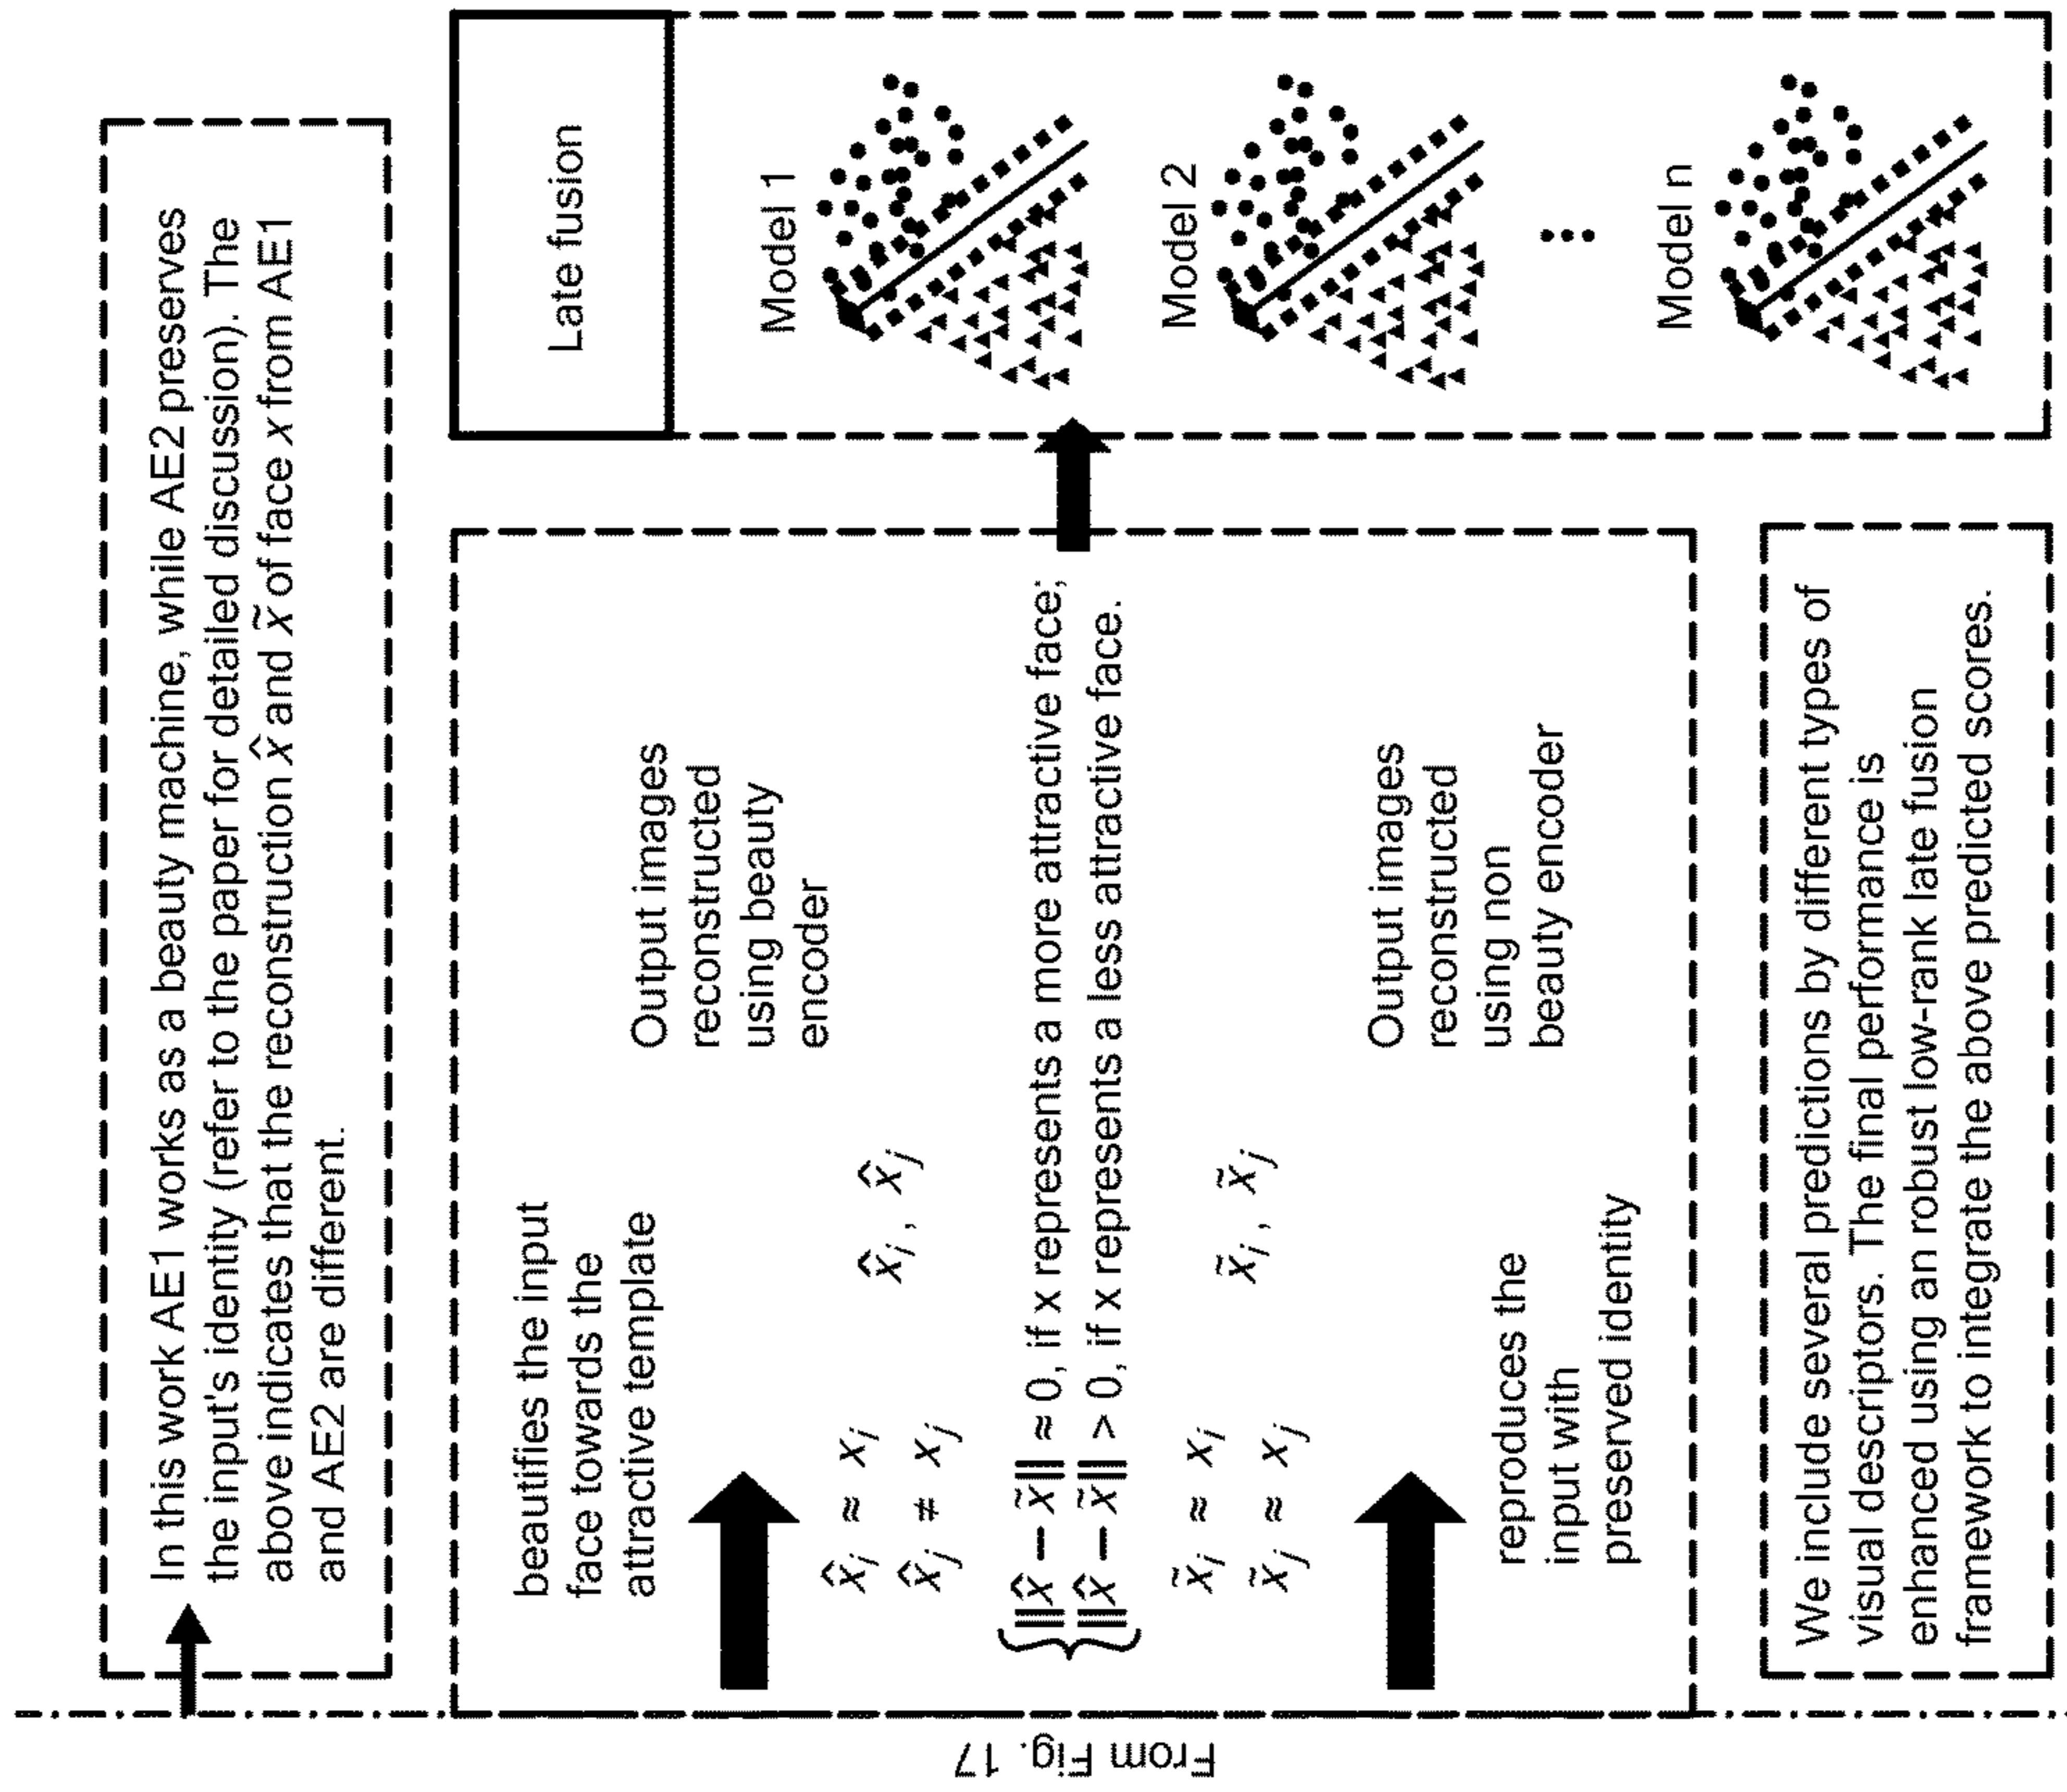 In this work AE1 works as a beauty machine, while AE2 preserves
the input's identity (refer to the paper for detailed discussion). The
above indicates that the reconstruction x̂ and x̃ of face x from AE1
and AE2 are different.
From Fig. 17
beautifies the input
face towards the
attractive template
x̂i ≈ xi
x̂j ≠ xj
x̂i, x̂j
Output images
reconstructed
using beauty
encoder
‖x̂ − x̃‖ ≈ 0, if x represents a more attractive face;
‖x̂ − x̃‖ > 0, if x represents a less attractive face.
x̃i ≈ xi
x̃j ≈ xj
x̃i, x̃j
Output images
reconstructed
using non
beauty encoder
reproduces the
input with
preserved identity
Late fusion
Model 1
Model 2
Model n
We include several predictions by different types of
visual descriptors. The final performance is
enhanced using an robust low-rank late fusion
framework to integrate the above predicted scores.